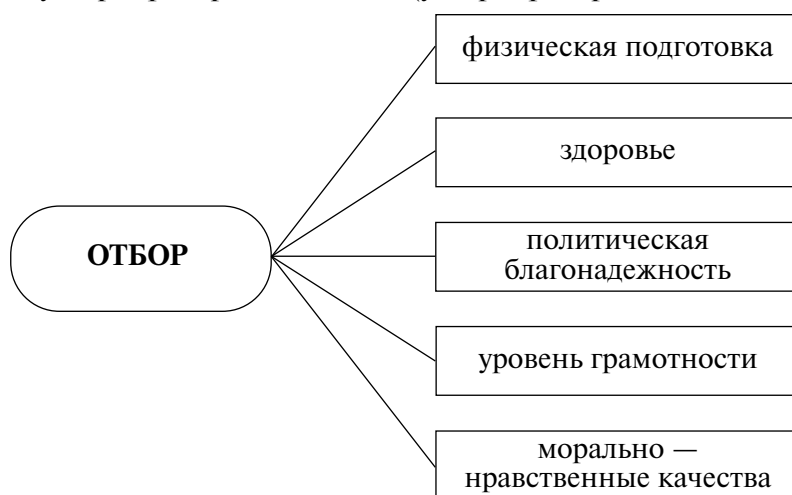 физическая подготовка
здоровье
ОТБОР
политическая
благонадежность
уровень грамотности
морально —
нравственные качества